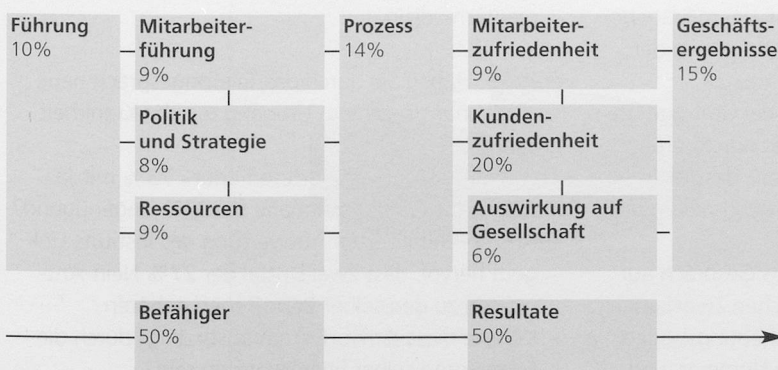 Führung
10%
Mitarbeiter-
führung
9%
Politik
und Strategie
8%
Ressourcen
9%
Prozess
14%
Mitarbeiter-
zufriedenheit
9%
Kunden-
zufriedenheit
20%
Auswirkung auf
Gesellschaft
6%
Geschäfts-
ergebnisse
15%
Befähiger
50%
Resultate
50%